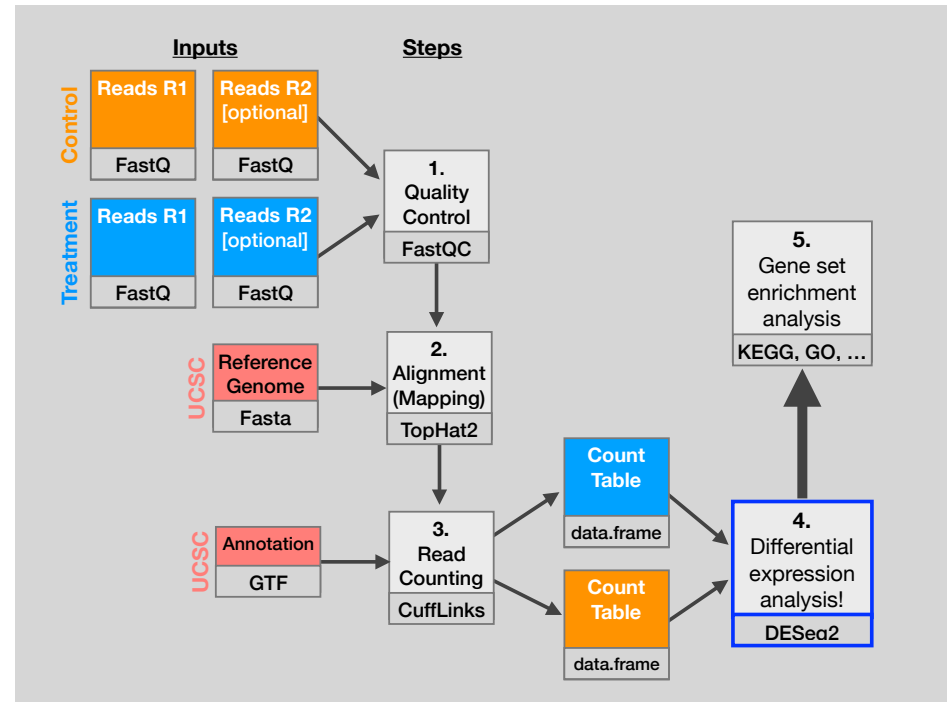 Inputs
Steps
Control
Reads R1
FastQ
Reads R2
[optional]
FastQ
Treatment
Reads R1
FastQ
Reads R2
[optional]
FastQ
1.
Quality
Control
FastQC
UCSC
Reference
Genome
Fasta
2.
Alignment
(Mapping)
TopHat2
UCSC
Annotation
GTF
3.
Read
Counting
CuffLinks
Count
Table
data.frame
Count
Table
data.frame
4.
Differential
expression
analysis!
DESeq2
5.
Gene set
enrichment
analysis
KEGG, GO, …